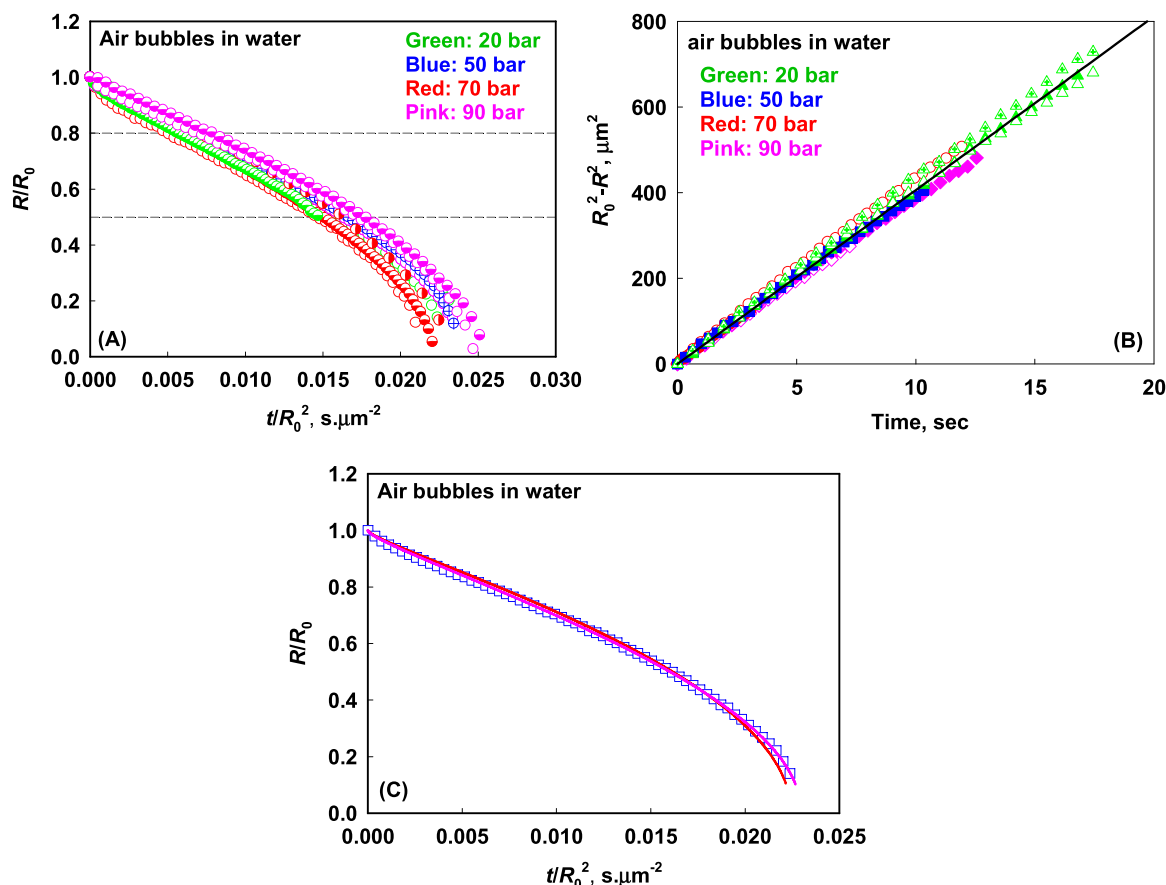 1.2
1.0
0.8
0.6
0.4
0.2
0.0
R/R0
Air bubbles in water
Green: 20 bar
Blue: 50 bar
Red: 70 bar
Pink: 90 bar
(A)
0.000 0.005 0.010 0.015 0.020 0.025 0.030
t/R0², s.µm⁻²
800
600
400
200
0
R0²-R², µm²
air bubbles in water
Green: 20 bar
Blue: 50 bar
Red: 70 bar
Pink: 90 bar
(B)
0 5 10 15 20
Time, sec
1.2
1.0
0.8
0.6
0.4
0.2
0.0
R/R0
Air bubbles in water
(C)
0.000 0.005 0.010 0.015 0.020 0.025
t/R0², s.µm⁻²